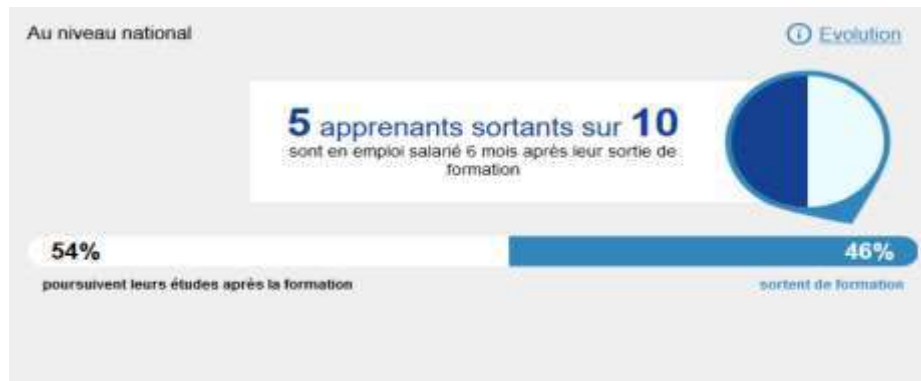 Au niveau national
Evolution
5 apprenants sortants sur 10
sont en emploi salarié 6 mois après leur sortie de
formation
54%
46%
poursuivent leurs études après la formation
sortent de formation